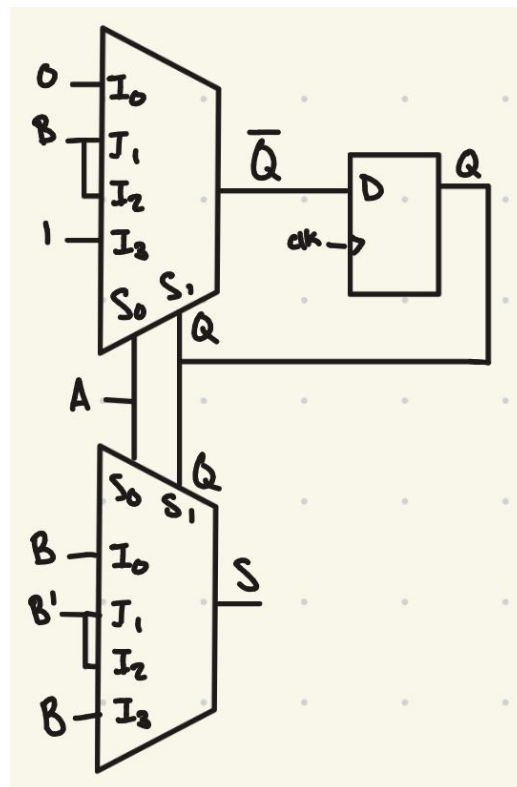 0 I₀
B I₁
I₂
1 I₃
S₀ S₁
Q̅
D
clk
Q
Q
A
Q
S₀ S₁
B I₀
B' I₁
I₂
B I₃
S